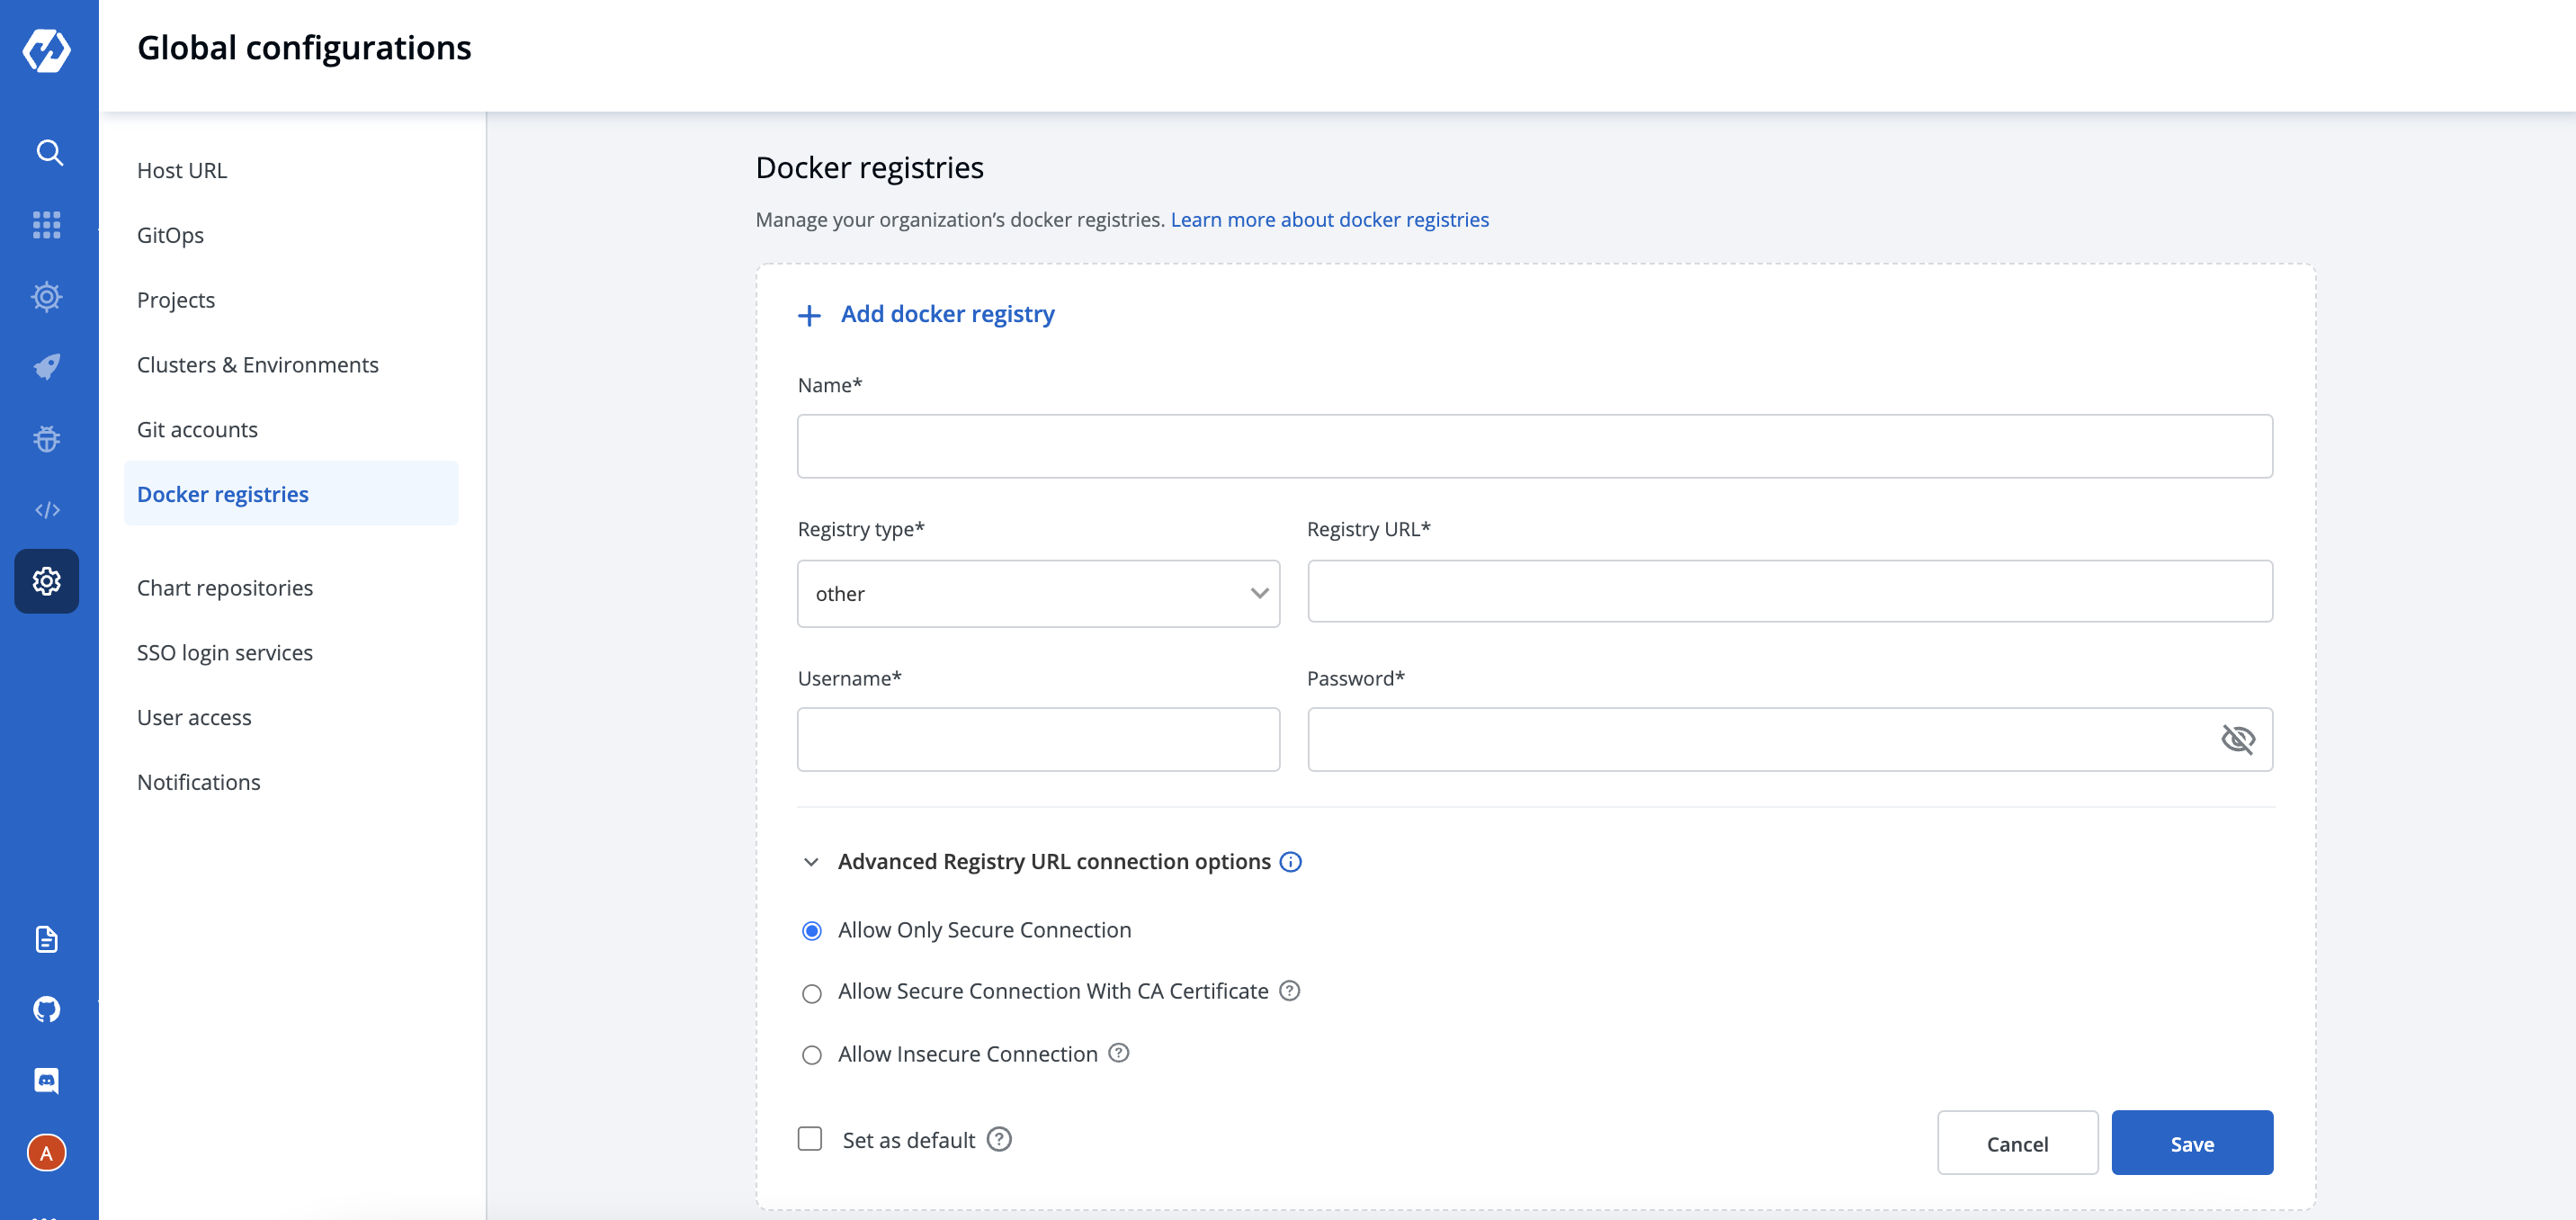 Global configurations
Host URL
GitOps
Projects
Clusters & Environments
Git accounts
Docker registries
Chart repositories
SSO login services
User access
Notifications
A
Docker registries
Manage your organization’s docker registries. Learn more about docker registries
Add docker registry
Name*
Registry type*
Registry URL*
other
Username*
Password*
Advanced Registry URL connection options
Allow Only Secure Connection
Allow Secure Connection With CA Certificate
Allow Insecure Connection
Set as default
Cancel
Save